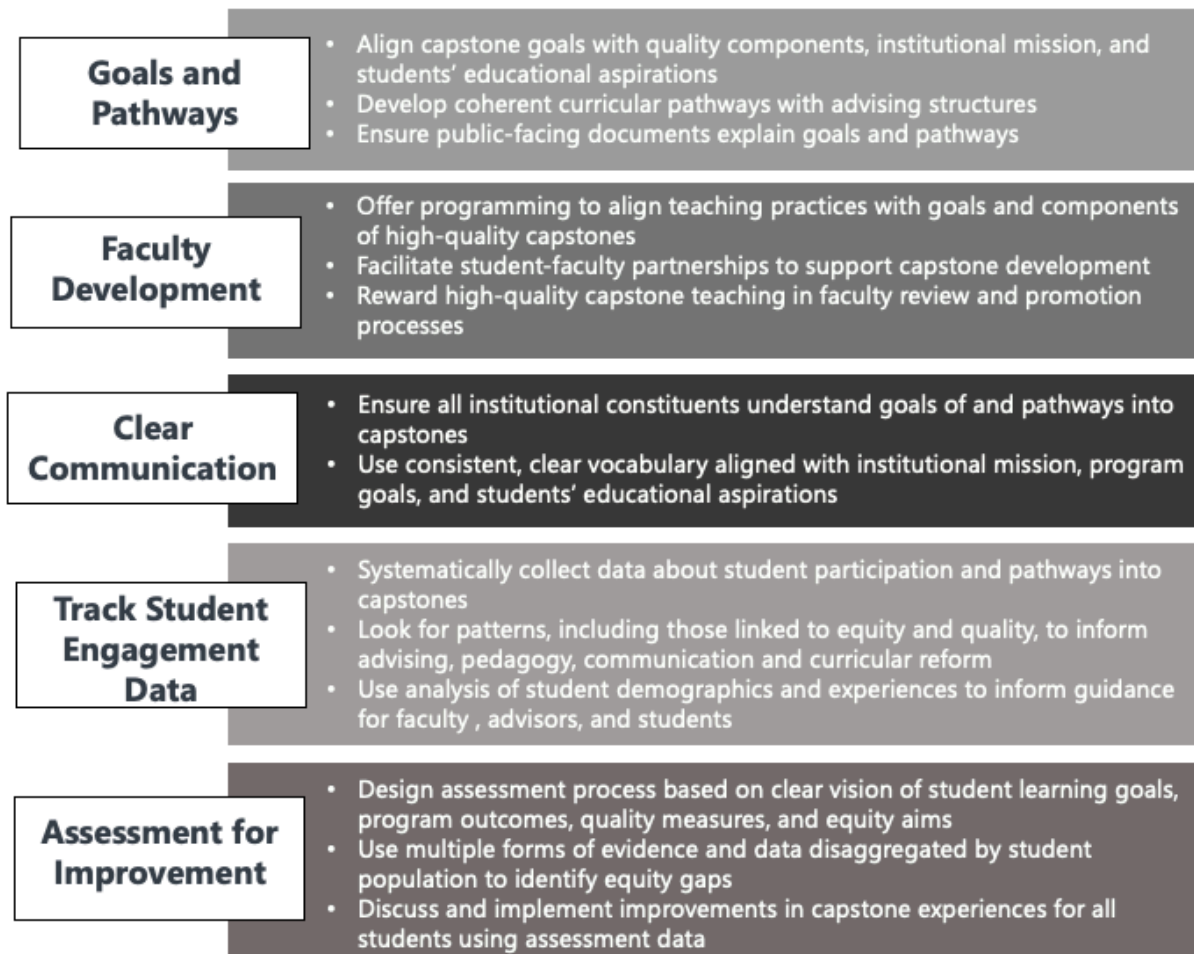 Goals and
Pathways
• Align capstone goals with quality components, institutional mission, and
students’ educational aspirations
• Develop coherent curricular pathways with advising structures
• Ensure public-facing documents explain goals and pathways
Faculty
Development
• Offer programming to align teaching practices with goals and components
of high-quality capstones
• Facilitate student-faculty partnerships to support capstone development
• Reward high-quality capstone teaching in faculty review and promotion
processes
Clear
Communication
• Ensure all institutional constituents understand goals of and pathways into
capstones
• Use consistent, clear vocabulary aligned with institutional mission, program
goals, and students’ educational aspirations
Track Student
Engagement
Data
• Systematically collect data about student participation and pathways into
capstones
• Look for patterns, including those linked to equity and quality, to inform
advising, pedagogy, communication and curricular reform
• Use analysis of student demographics and experiences to inform guidance
for faculty , advisors, and students
Assessment for
Improvement
• Design assessment process based on clear vision of student learning goals,
program outcomes, quality measures, and equity aims
• Use multiple forms of evidence and data disaggregated by student
population to identify equity gaps
• Discuss and implement improvements in capstone experiences for all
students using assessment data